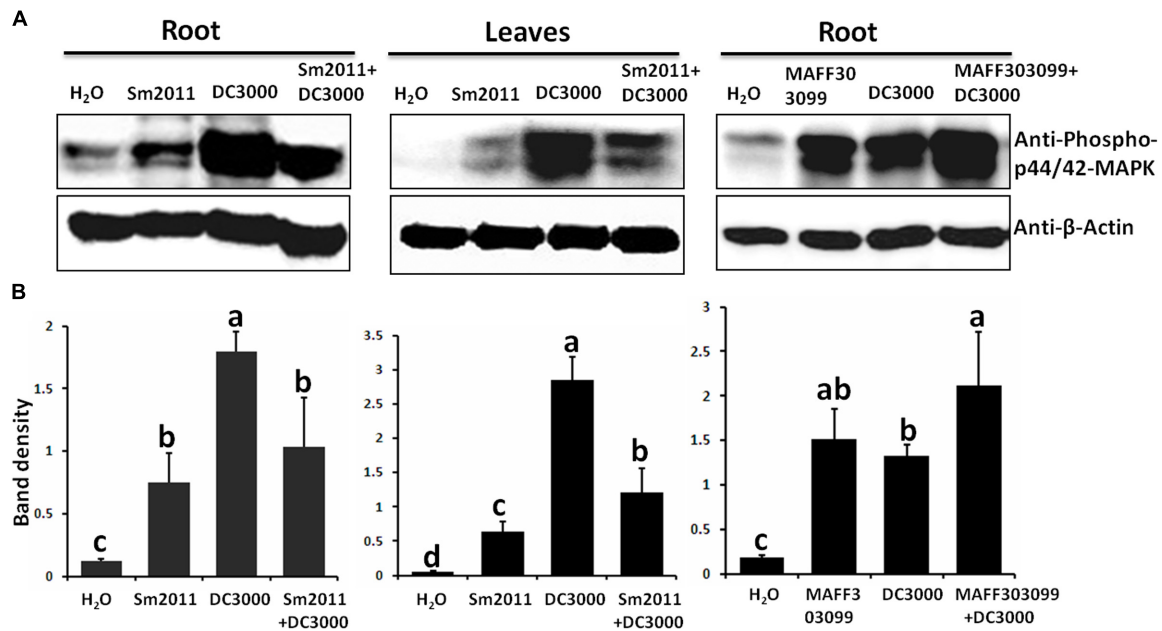 A
Root
Leaves
Root
H₂O
Sm2011
DC3000
Sm2011+
DC3000
H₂O
Sm2011
DC3000
Sm2011+
DC3000
H₂O
MAFF30
3099
DC3000
MAFF303099+
DC3000
Anti-Phospho-
p44/42-MAPK
Anti-β-Actin
B
Band density
2
1.5
1
0.5
0
c
b
a
b
H₂O
Sm2011
DC3000
Sm2011
+DC3000
3.5
3
2.5
2
1.5
1
0.5
0
d
c
a
b
H₂O
Sm2011
DC3000
Sm2011
+DC3000
3
2.5
2
1.5
1
0.5
0
c
ab
b
a
H₂O
MAFF3
03099
DC3000
MAFF303099
+DC3000